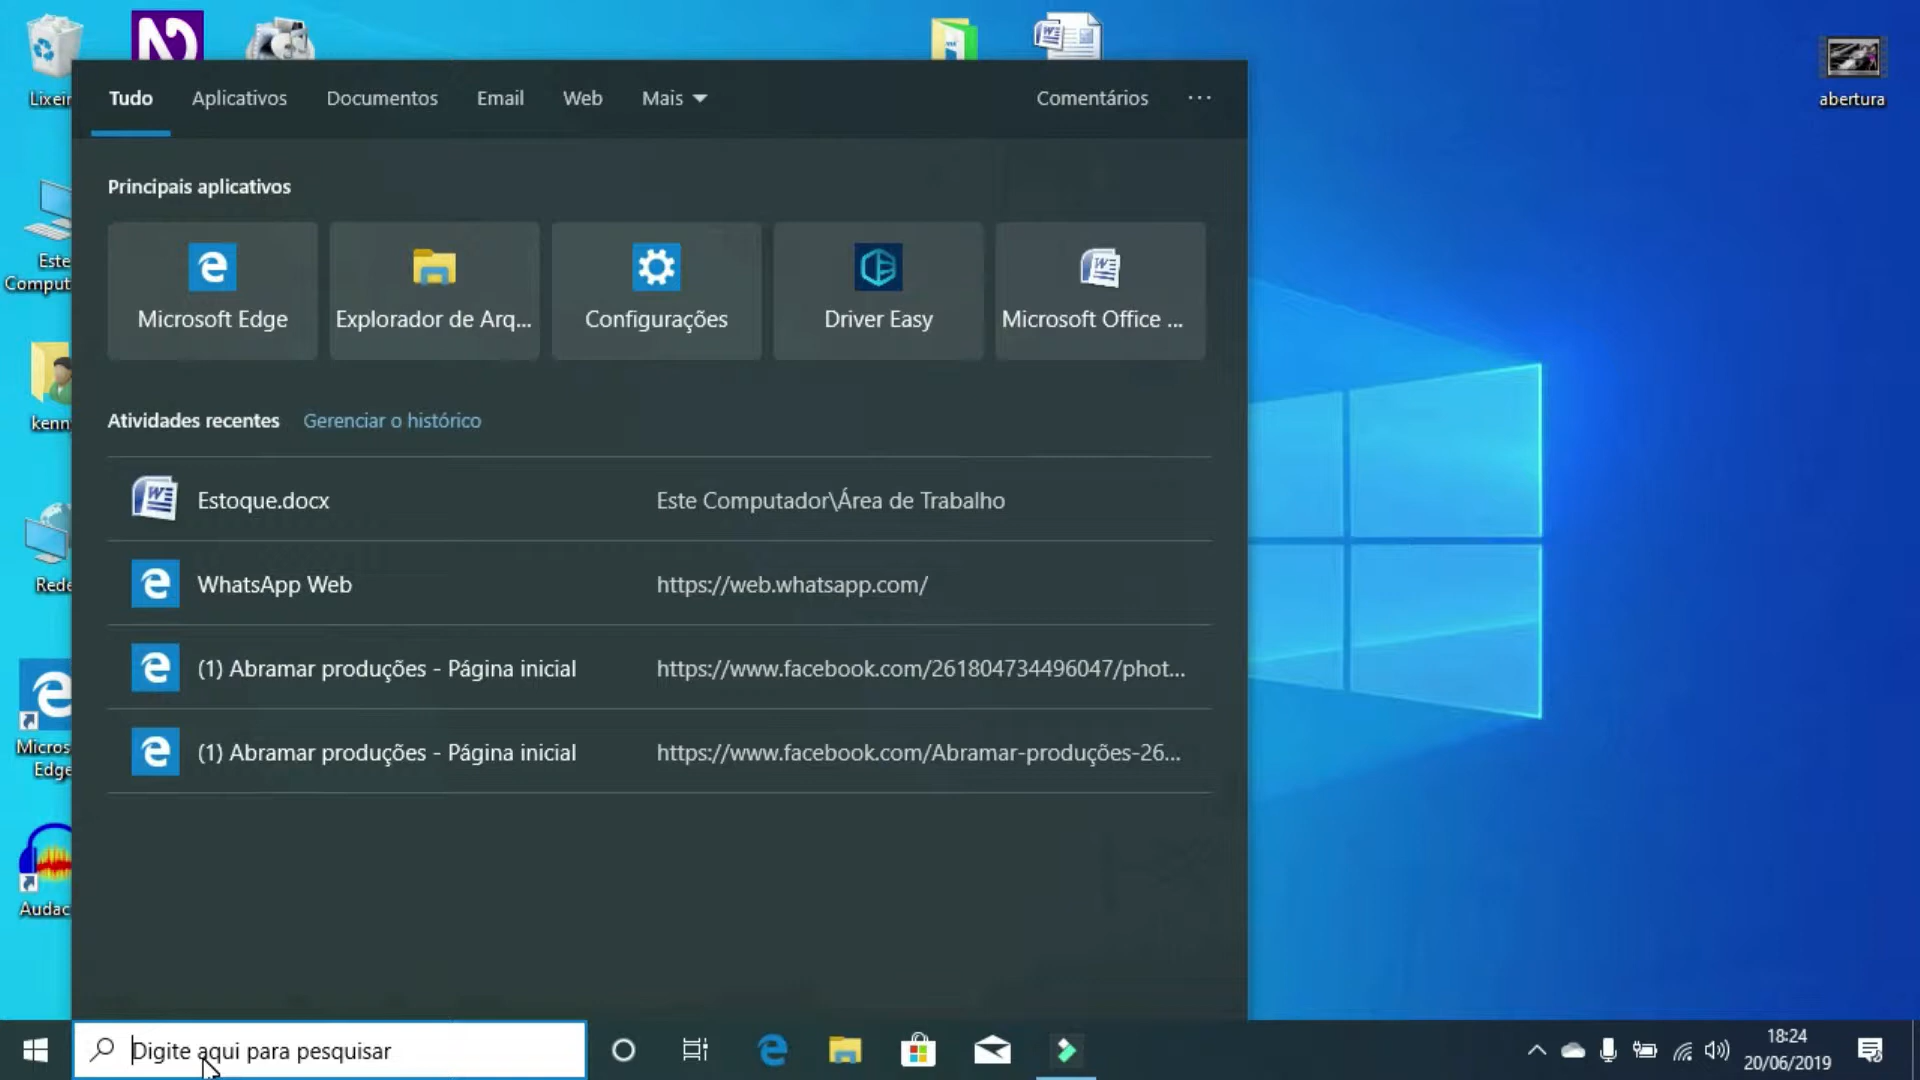 Lixeir
abertura
Tudo
Aplicativos
Documentos
Email
Web
Mais
Comentários
...
Principais aplicativos
Microsoft Edge
Explorador de Arq...
Configurações
Driver Easy
Microsoft Office ...
Este
Comput
kenn
Atividades recentes Gerenciar o histórico
Estoque.docx Este Computador\Área de Trabalho
WhatsApp Web https://web.whatsapp.com/
Rede
(1) Abramar produções - Página inicial https://www.facebook.com/261804734496047/phot...
(1) Abramar produções - Página inicial https://www.facebook.com/Abramar-produções-26...
Micros
Edge
Audac
Digite aqui para pesquisar
18:24
20/06/2019